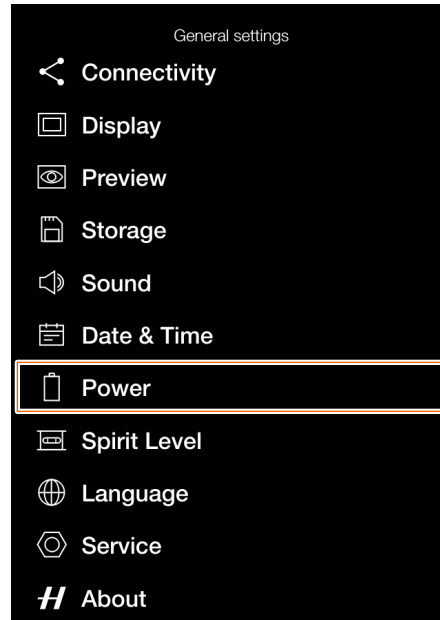 General settings
Connectivity
Display
Preview
Storage
Sound
Date & Time
Power
Spirit Level
Language
Service
About